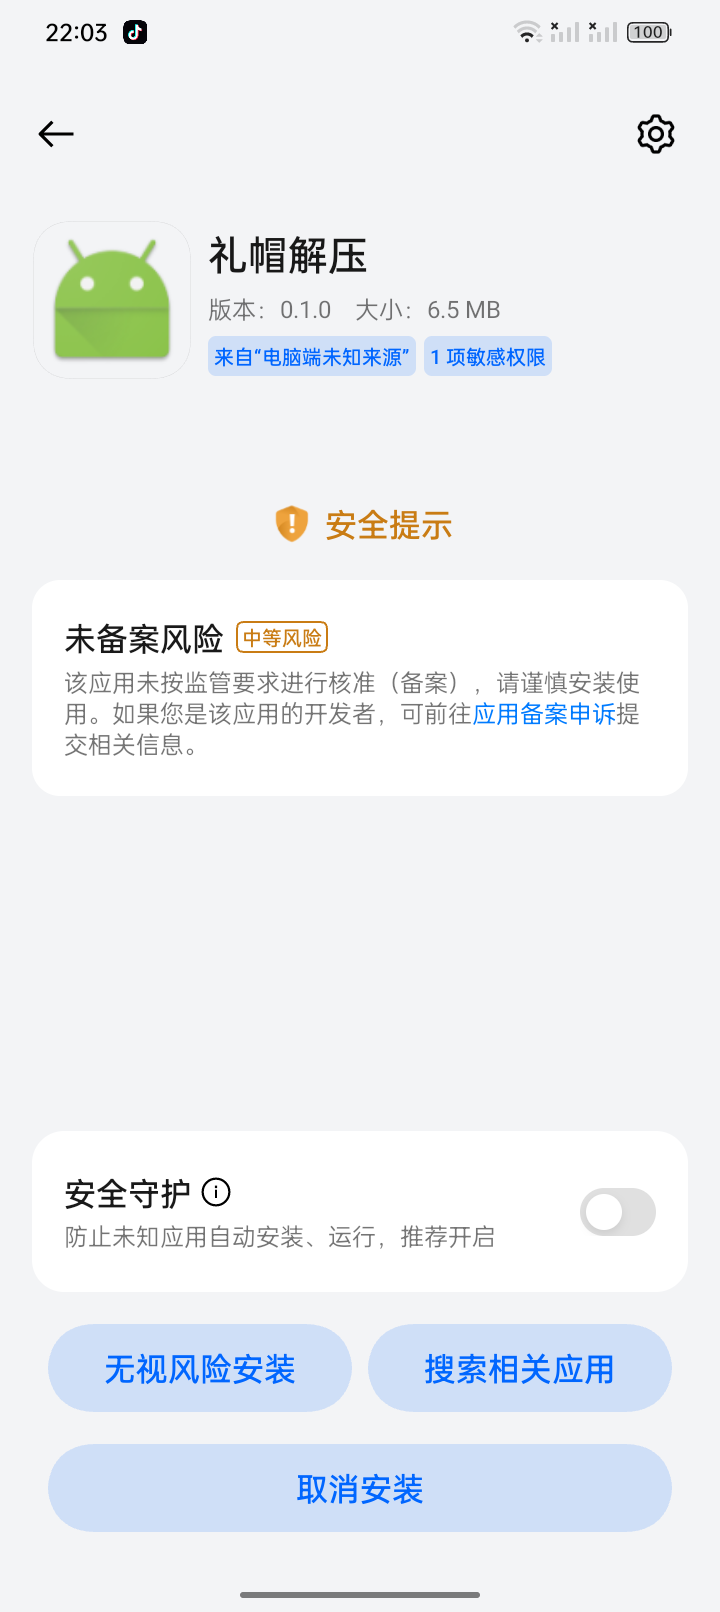 22:03
100
礼帽解压
版本：0.1.0 大小：6.5 MB
来自“电脑端未知来源” 1 项敏感权限
安全提示
未备案风险 中等风险
该应用未按监管要求进行核准（备案），请谨慎安装使
用。如果您是该应用的开发者，可前往应用备案申诉提
交相关信息。
安全守护
防止未知应用自动安装、运行，推荐开启
无视风险安装 搜索相关应用
取消安装